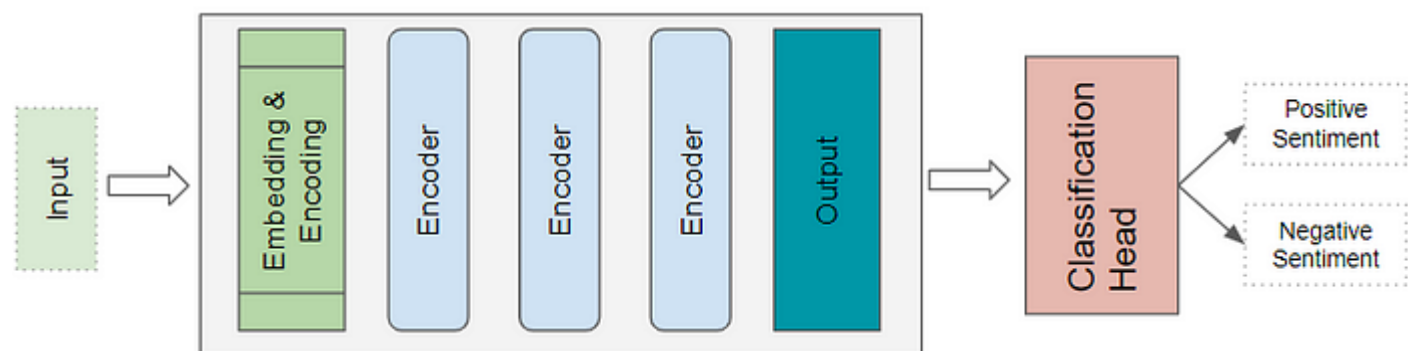 Input
Embedding &
Encoding
Encoder
Encoder
Encoder
Output
Classification
Head
Positive
Sentiment
Negative
Sentiment